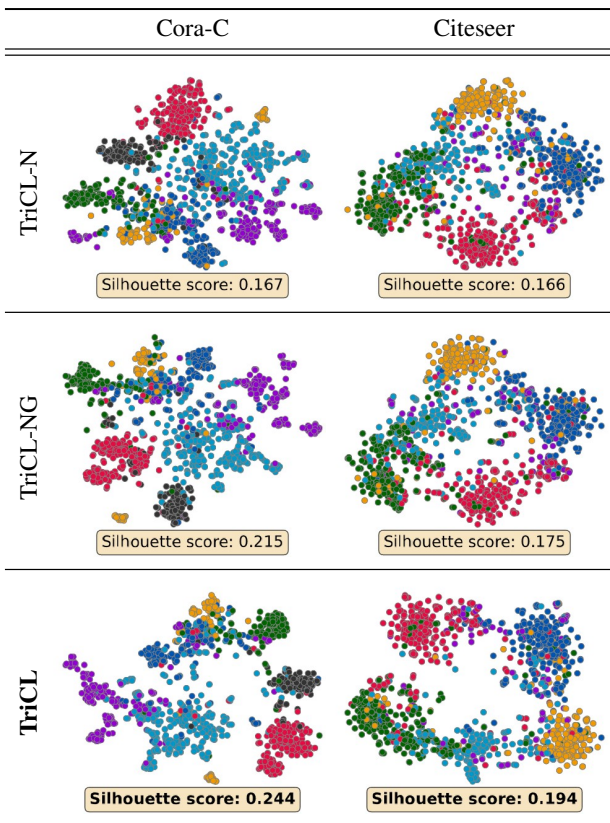 Cora-C Citeseer
TriCL-N
Silhouette score: 0.167 Silhouette score: 0.166
TriCL-NG
Silhouette score: 0.215 Silhouette score: 0.175
TriCL
Silhouette score: 0.244 Silhouette score: 0.194